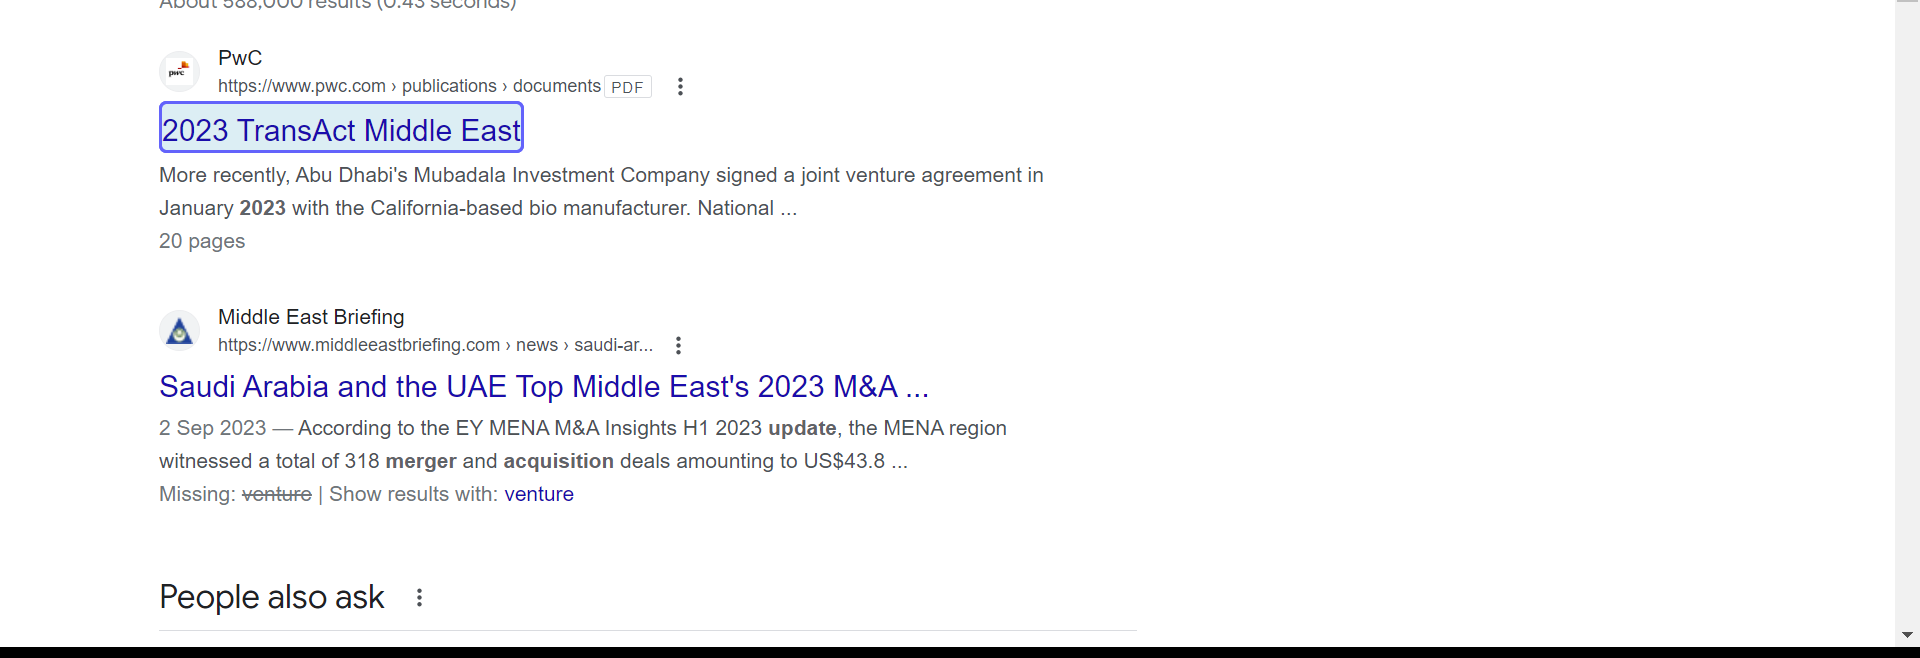 About 588,000 results (0.43 seconds)
pwc
PwC
https://www.pwc.com › publications › documents PDF
2023 TransAct Middle East
More recently, Abu Dhabi's Mubadala Investment Company signed a joint venture agreement in
January 2023 with the California-based bio manufacturer. National ...
20 pages
Middle East Briefing
https://www.middleeastbriefing.com › news › saudi-ar...
Saudi Arabia and the UAE Top Middle East's 2023 M&A ...
2 Sep 2023 — According to the EY MENA M&A Insights H1 2023 update, the MENA region
witnessed a total of 318 merger and acquisition deals amounting to US$43.8 ...
Missing: venture | Show results with: venture
People also ask